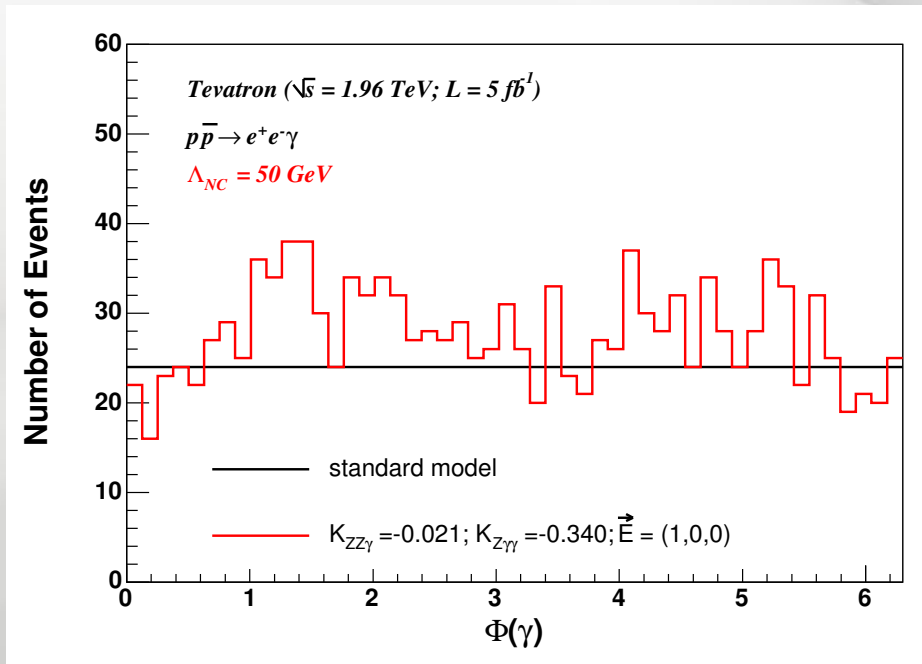 60
50
40
30
20
10
0
Number of Events
Tevatron (√s = 1.96 TeV; L = 5 fb⁻¹)
p p̅ → e⁺e⁻γ
Λ_NC = 50 GeV
standard model
K_ZZγ =-0.021; K_Zγγ =-0.340; E⃗ = (1,0,0)
0 1 2 3 4 5 6
Φ(γ)